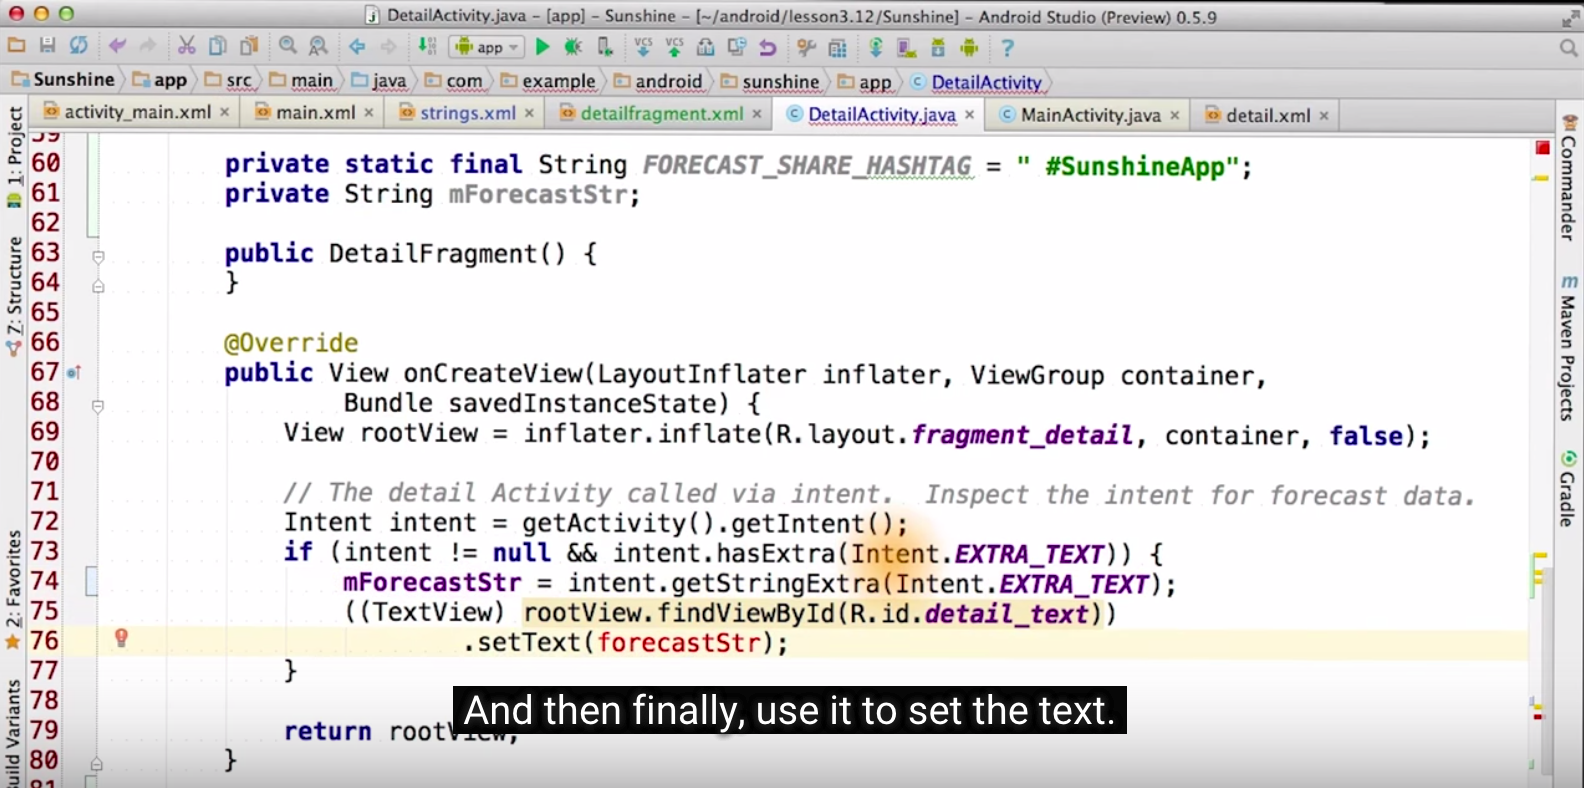 DetailActivity.java – [app] – Sunshine – [~/android/lesson3.12/Sunshine] – Android Studio (Preview) 0.5.9
app
Sunshine app src main java com example android sunshine app DetailActivity
activity_main.xml main.xml strings.xml detailfragment.xml DetailActivity.java MainActivity.java detail.xml
1: Project
7: Structure
2: Favorites
Build Variants
59
60 private static final String FORECAST_SHARE_HASHTAG = " #SunshineApp";
61 private String mForecastStr;
62
63 public DetailFragment() {
64 }
65
66 @Override
67 public View onCreateView(LayoutInflater inflater, ViewGroup container,
68 Bundle savedInstanceState) {
69 View rootView = inflater.inflate(R.layout.fragment_detail, container, false);
70
71 // The detail Activity called via intent.  Inspect the intent for forecast data.
72 Intent intent = getActivity().getIntent();
73 if (intent != null && intent.hasExtra(Intent.EXTRA_TEXT)) {
74 mForecastStr = intent.getStringExtra(Intent.EXTRA_TEXT);
75 ((TextView) rootView.findViewById(R.id.detail_text))
76 .setText(forecastStr);
77 }
78
79 return rootView;
80 }
81
And then finally, use it to set the text.
Commander
Maven Projects
Gradle